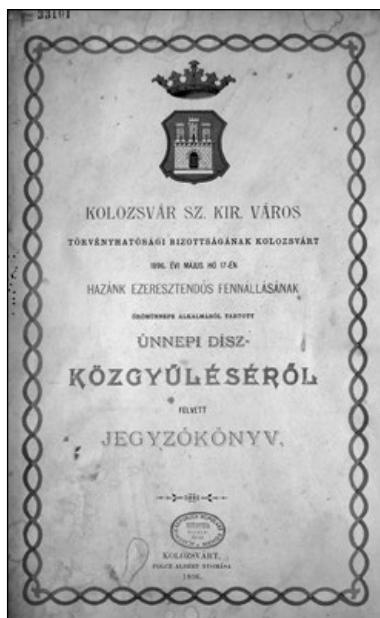 33161
KOLOZSVÁR SZ. KIR. VÁROS
TÖRVÉNYHATÓSÁGI BIZOTTSÁGÁNAK KOLOZSVÁRT
1896. ÉVI MÁJUS HÓ 17-ÉN
HAZÁNK EZERESZTENDŐS FENNÁLLÁSÁNAK
ÖRÖMÜNNEPE ALKALMÁBÓL TARTOTT
ÜNNEPI DÍSZ-
KÖZGYŰLÉSÉRŐL
FELVETT
JEGYZŐKÖNYV.
KOLOZSVÁRT,
POLCZ ALBERT NYOMÁSA
1896.